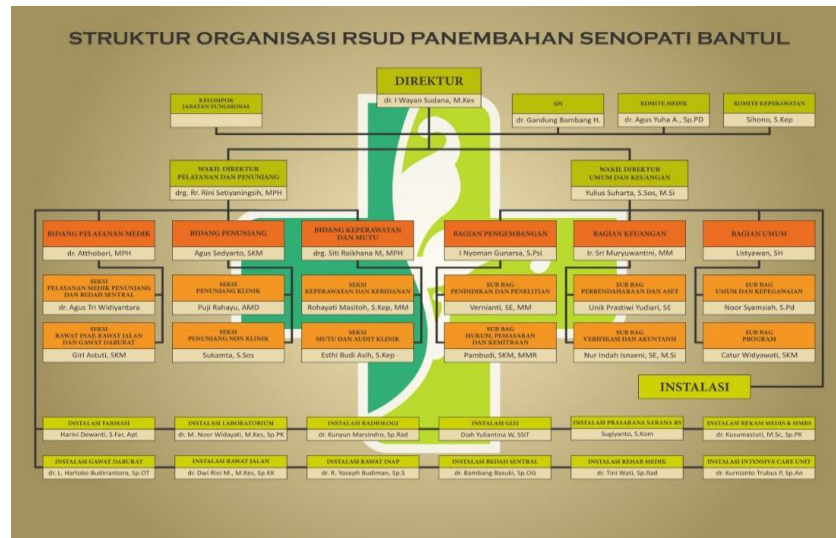 STRUKTUR ORGANISASI RSUD PANEMBAHAN SENOPATI BANTUL
DIREKTUR
dr. I Wayan Sudana, M.Kes
KELOMPOK
JABATAN FUNGSIONAL
SPI
dr. Gandung Bambang H.
KOMITE MEDIK
dr. Agus Yuha A., Sp.PD
KOMITE KEPERAWATAN
Sihono, S.Kep
WAKIL DIREKTUR
PELAYANAN DAN PENUNJANG
drg. Rr. Rini Setiyaningsih, MPH
WAKIL DIREKTUR
UMUM DAN KEUANGAN
Yulius Suharta, S.Sos, M.Si
BIDANG PELAYANAN MEDIK
dr. Atthobari, MPH
BIDANG PENUNJANG
Agus Sedyarto, SKM
BIDANG KEPERAWATAN
DAN MUTU
drg. Siti Roikhana M, MPH
BAGIAN PENGEMBANGAN
I Nyoman Gunarsa, S.Psi
BAGIAN KEUANGAN
Ir. Sri Muryuwantini, MM
BAGIAN UMUM
Listyawan, SH
SEKSI
PELAYANAN MEDIK PENUNJANG
DAN BEDAH SENTRAL
dr. Agus Tri Widiyantara
SEKSI
PENUNJANG KLINIK
Puji Rahayu, AMD
SEKSI
KEPERAWATAN DAN KEBIDANAN
Rohayati Masitoh, S.Kep, MM
SUB BAG
PENDIDIKAN DAN PENELITIAN
Vernianti, SE, MM
SUB BAG
PERBENDAHARAAN DAN ASET
Unik Prastiwi Yudiari, SE
SUB BAG
UMUM DAN KEPEGAWAIAN
Noor Syamsiah, S.Pd
SEKSI
RAWAT INAP, RAWAT JALAN
DAN GAWAT DARURAT
Giri Astuti, SKM
SEKSI
PENUNJANG NON KLINIK
Sukamta, S.Sos
SEKSI
MUTU DAN AUDIT KLINIK
Esthi Budi Asih, S.Kep
SUB BAG
HUKUM, PEMASARAN
DAN KEMITRAAN
Pambudi, SKM, MMR
SUB BAG
VERIFIKASI DAN AKUNTANSI
Nur Indah Isnaeni, SE, M.Si
SUB BAG
PROGRAM
Catur Widyawati, SKM
INSTALASI
INSTALASI FARMASI
Harini Dewanti, S.Far, Apt
INSTALASI LABORATORIUM
dr. M. Noor Widayati, M.Kes, Sp.PK
INSTALASI RADIOLOGI
dr. Kunyun Marsindro, Sp.Rad
INSTALASI GIZI
Diah Yuliantina W, SSiT
INSTALASI PRASARANA SARANA RS
Sugiyanto, S.Kom
INSTALASI REKAM MEDIS & SIMRS
dr. Kusumastuti, M.Sc, Sp.PK
INSTALASI GAWAT DARURAT
dr. L. Hartoko Budinantoro, Sp.OT
INSTALASI RAWAT JALAN
dr. Dwi Rini M., M.Kes, Sp.KK
INSTALASI RAWAT INAP
dr. R. Yoseph Budiman, Sp.S
INSTALASI BEDAH SENTRAL
dr. Bambang Basuki, Sp.OG
INSTALASI REHAB MEDIK
dr. Tini Wati, Sp.Rad
INSTALASI INTENSIVE CARE UNIT
dr. Kurnianto Trubus P, Sp.An